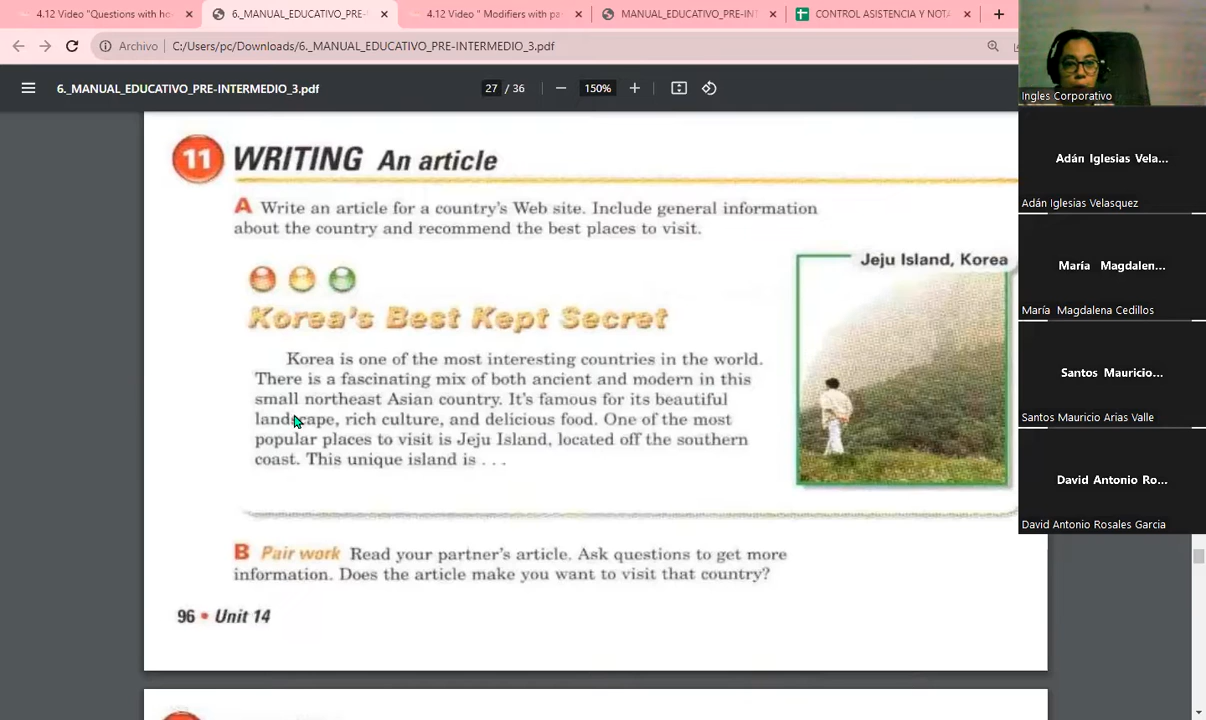 4.12 Video "Questions with ho
6._MANUAL_EDUCATIVO_PRE-
4.12 Video " Modifiers with pa
MANUAL_EDUCATIVO_PRE-INT
CONTROL ASISTENCIA Y NOTA
Archivo C:/Users/pc/Downloads/6._MANUAL_EDUCATIVO_PRE-INTERMEDIO_3.pdf
6._MANUAL_EDUCATIVO_PRE-INTERMEDIO_3.pdf
27 / 36
150%
Ingles Corporativo
Adán Iglesias Vela...
Adán Iglesias Velasquez
María Magdalen...
María Magdalena Cedillos
Santos Mauricio...
Santos Mauricio Arias Valle
David Antonio Ro...
David Antonio Rosales Garcia
11 WRITING An article
A Write an article for a country's Web site. Include general information
about the country and recommend the best places to visit.
Jeju Island, Korea
Korea's Best Kept Secret
Korea is one of the most interesting countries in the world.
There is a fascinating mix of both ancient and modern in this
small northeast Asian country. It's famous for its beautiful
landscape, rich culture, and delicious food. One of the most
popular places to visit is Jeju Island, located off the southern
coast. This unique island is . . .
B Pair work Read your partner's article. Ask questions to get more
information. Does the article make you want to visit that country?
96 • Unit 14